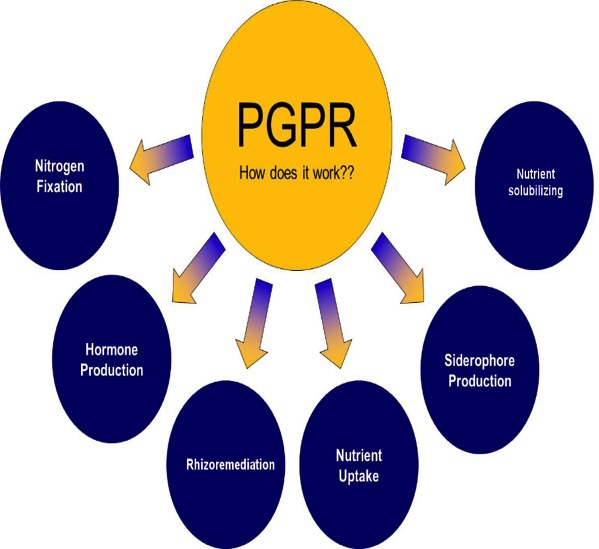 PGPR
How does it work??
Nitrogen
Fixation
Nutrient
solubilizing
Hormone
Production
Siderophore
Production
Rhizoremediation
Nutrient
Uptake